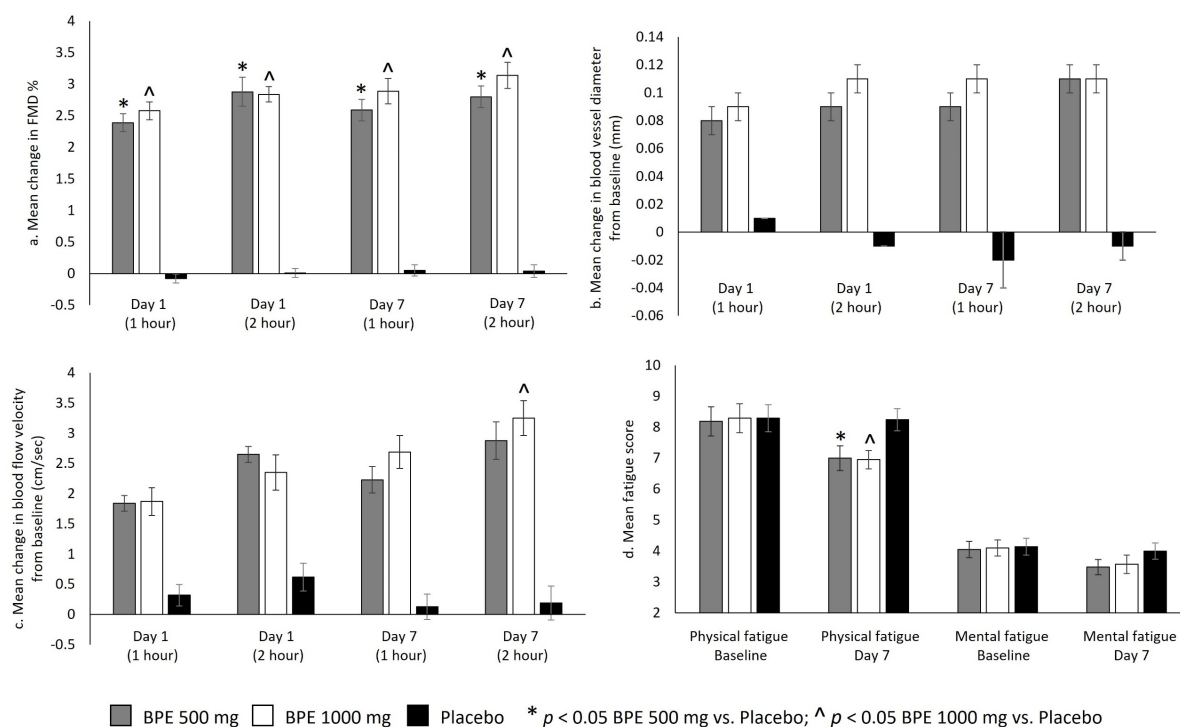 a. Mean change in FMD %
4
3.5
3
2.5
2
1.5
1
0.5
0
-0.5
* ^ * ^ * ^ * ^
Day 1 Day 1 Day 7 Day 7
(1 hour) (2 hour) (1 hour) (2 hour)
b. Mean change in blood vessel diameter
from baseline (mm)
0.14
0.12
0.1
0.08
0.06
0.04
0.02
0
-0.02
-0.04
-0.06
Day 1 Day 1 Day 7 Day 7
(1 hour) (2 hour) (1 hour) (2 hour)
c. Mean change in blood flow velocity
from baseline (cm/sec)
4
3.5
3
2.5
2
1.5
1
0.5
0
-0.5
^
Day 1 Day 1 Day 7 Day 7
(1 hour) (2 hour) (1 hour) (2 hour)
d. Mean fatigue score
10
9
8
7
6
5
4
3
2
* ^
Physical fatigue Physical fatigue Mental fatigue Mental fatigue
Baseline Day 7 Baseline Day 7
BPE 500 mg BPE 1000 mg Placebo * p < 0.05 BPE 500 mg vs. Placebo; ^ p < 0.05 BPE 1000 mg vs. Placebo